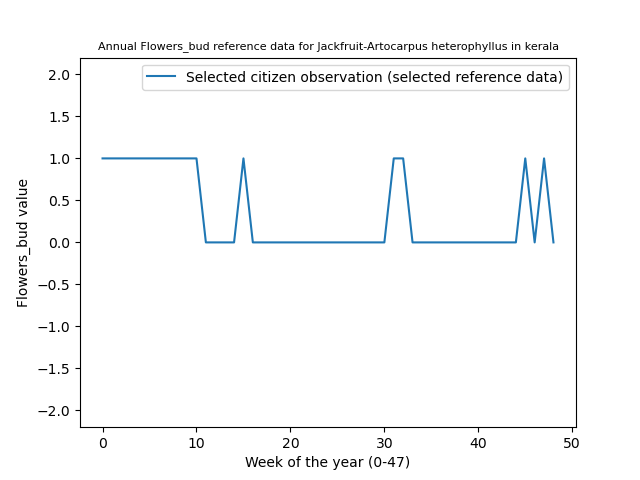 Annual Flowers_bud reference data for Jackfruit-Artocarpus heterophyllus in kerala
Selected citizen observation (selected reference data)
2.0
1.5
1.0
0.5
0.0
−0.5
−1.0
−1.5
−2.0
Flowers_bud value
0 10 20 30 40 50
Week of the year (0-47)